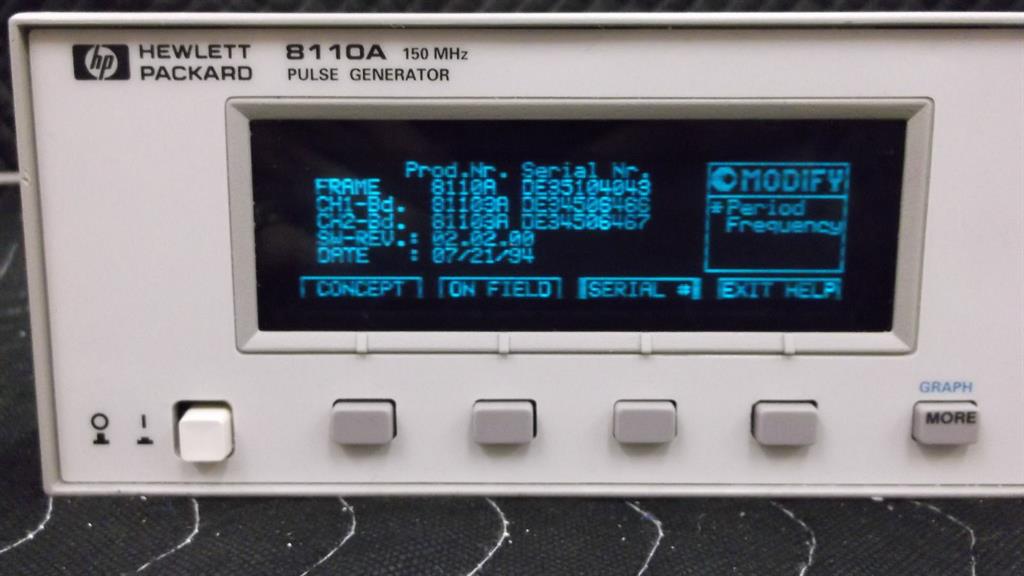 hp HEWLETT PACKARD
8110A 150 MHz
PULSE GENERATOR
Prod.Nr. Serial Nr.
FRAME 8110A DE35104043
CH1-Bd. 81103A
CH2-Bd. 81103A
SW-REV.: 02.02.00
DATE : 07/21/94
MODIFY
*Period
Frequency
CONCEPT ON FIELD SERIAL # EXIT HELP
O I
GRAPH
MORE